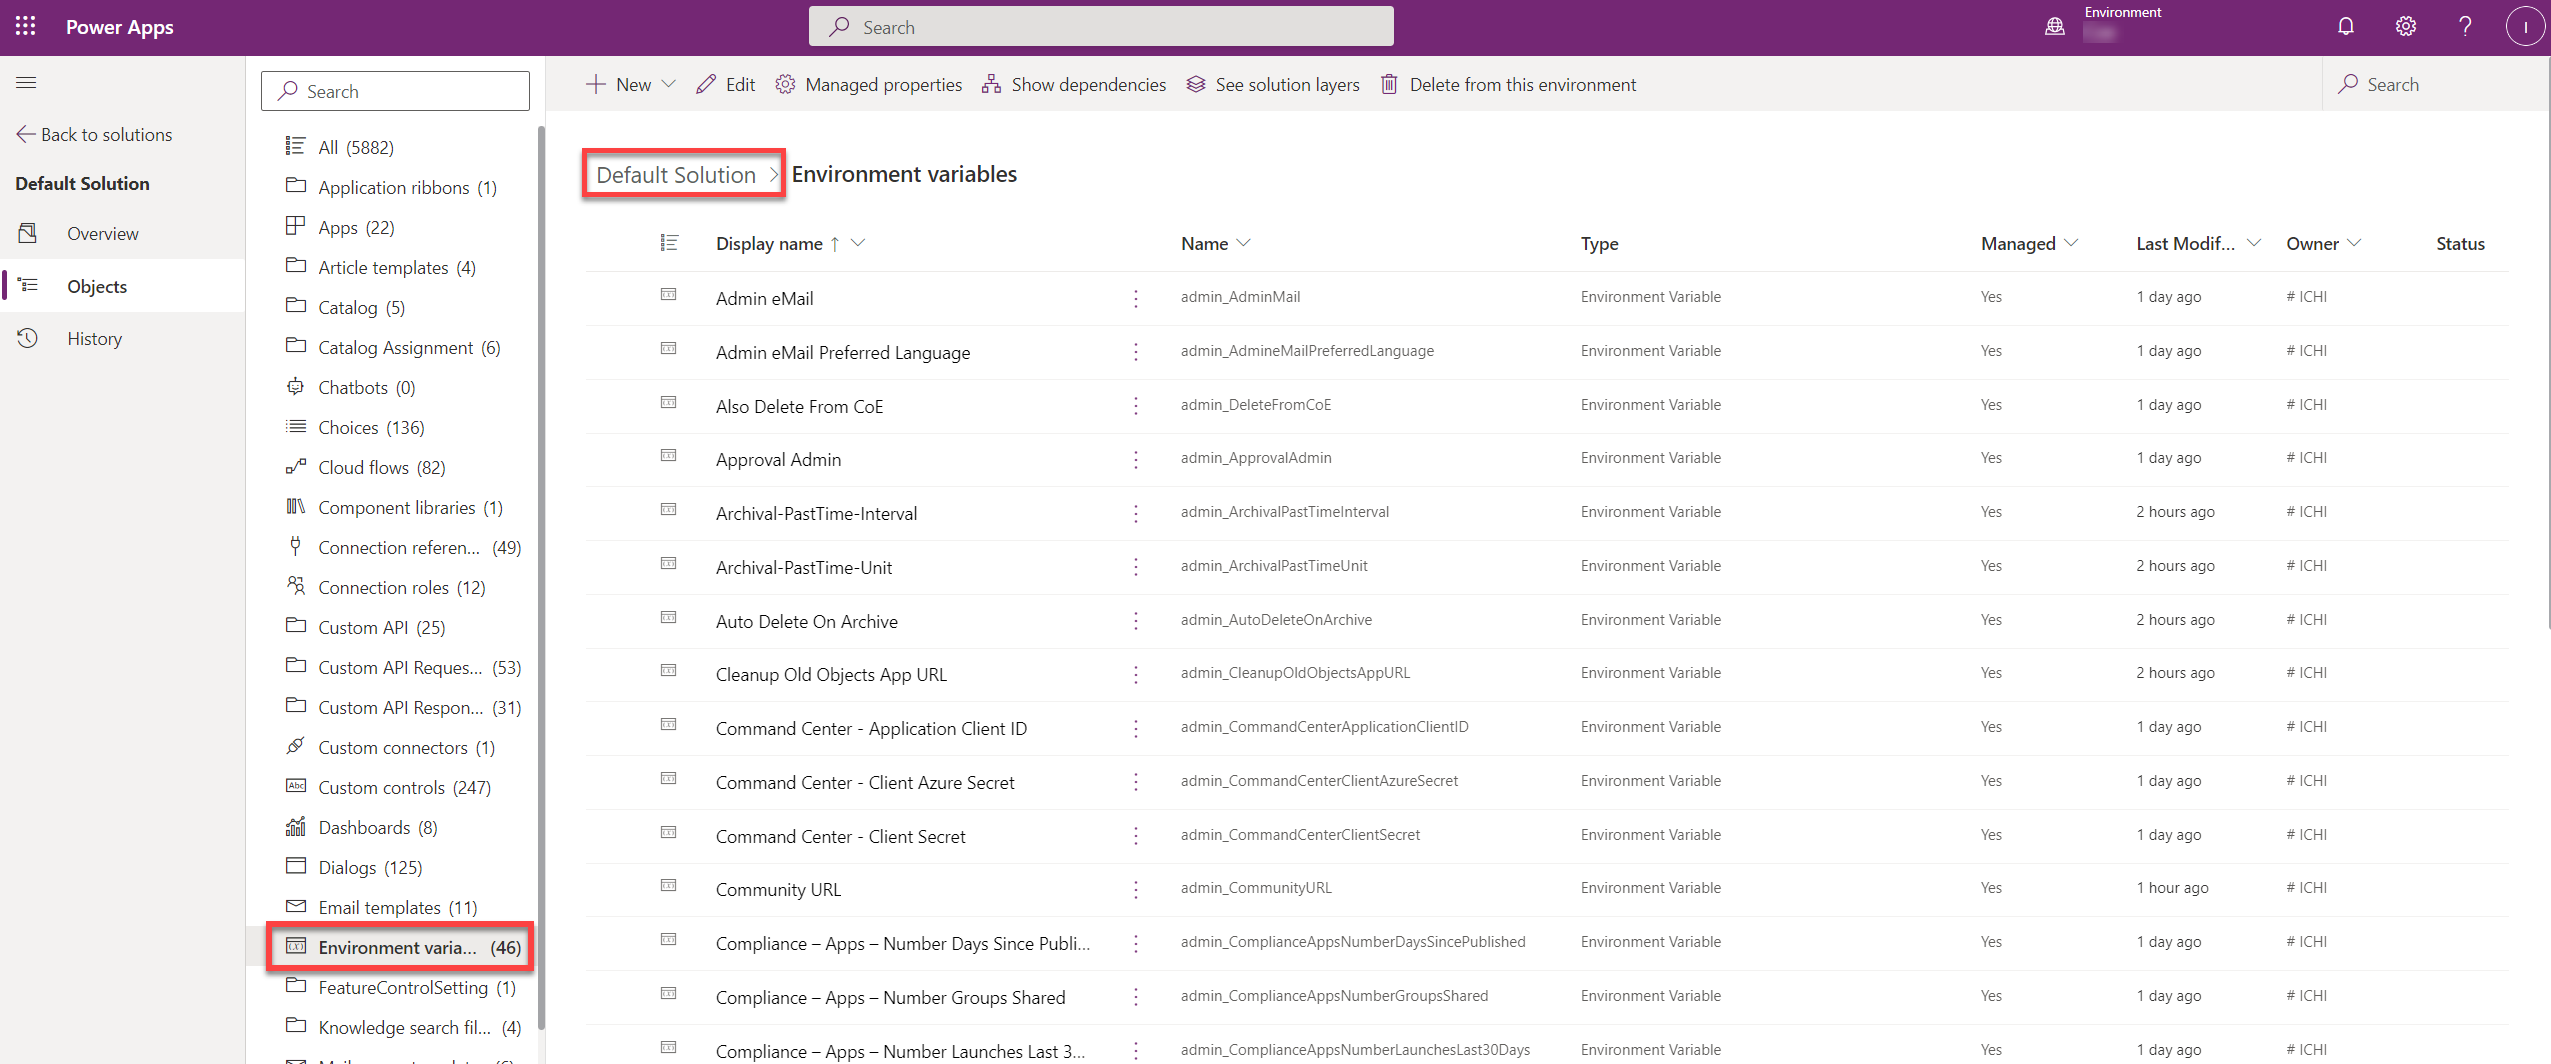 Power Apps
Search
Environment
I
Back to solutions
Default Solution
Overview
Objects
History
Search
All (5882)
Application ribbons (1)
Apps (22)
Article templates (4)
Catalog (5)
Catalog Assignment (6)
Chatbots (0)
Choices (136)
Cloud flows (82)
Component libraries (1)
Connection referen... (49)
Connection roles (12)
Custom API (25)
Custom API Reques... (53)
Custom API Respon... (31)
Custom connectors (1)
Abc Custom controls (247)
Dashboards (8)
Dialogs (125)
Email templates (11)
Environment varia... (46)
FeatureControlSetting (1)
Knowledge search fil... (4)
New Edit Managed properties Show dependencies See solution layers Delete from this environment Search
Default Solution > Environment variables
Display name ↑ Name Type Managed Last Modif... Owner Status
Admin eMail admin_AdminMail Environment Variable Yes 1 day ago # ICHI
Admin eMail Preferred Language admin_AdmineMailPreferredLanguage Environment Variable Yes 1 day ago # ICHI
Also Delete From CoE admin_DeleteFromCoE Environment Variable Yes 1 day ago # ICHI
Approval Admin admin_ApprovalAdmin Environment Variable Yes 1 day ago # ICHI
Archival-PastTime-Interval admin_ArchivalPastTimeInterval Environment Variable Yes 2 hours ago # ICHI
Archival-PastTime-Unit admin_ArchivalPastTimeUnit Environment Variable Yes 2 hours ago # ICHI
Auto Delete On Archive admin_AutoDeleteOnArchive Environment Variable Yes 2 hours ago # ICHI
Cleanup Old Objects App URL admin_CleanupOldObjectsAppURL Environment Variable Yes 2 hours ago # ICHI
Command Center - Application Client ID admin_CommandCenterApplicationClientID Environment Variable Yes 1 day ago # ICHI
Command Center - Client Azure Secret admin_CommandCenterClientAzureSecret Environment Variable Yes 1 day ago # ICHI
Command Center - Client Secret admin_CommandCenterClientSecret Environment Variable Yes 1 day ago # ICHI
Community URL admin_CommunityURL Environment Variable Yes 1 hour ago # ICHI
Compliance – Apps – Number Days Since Publi... admin_ComplianceAppsNumberDaysSincePublished Environment Variable Yes 1 day ago # ICHI
Compliance – Apps – Number Groups Shared admin_ComplianceAppsNumberGroupsShared Environment Variable Yes 1 day ago # ICHI
Compliance – Apps – Number Launches Last 3... admin_ComplianceAppsNumberLaunchesLast30Days Environment Variable Yes 1 day ago # ICHI